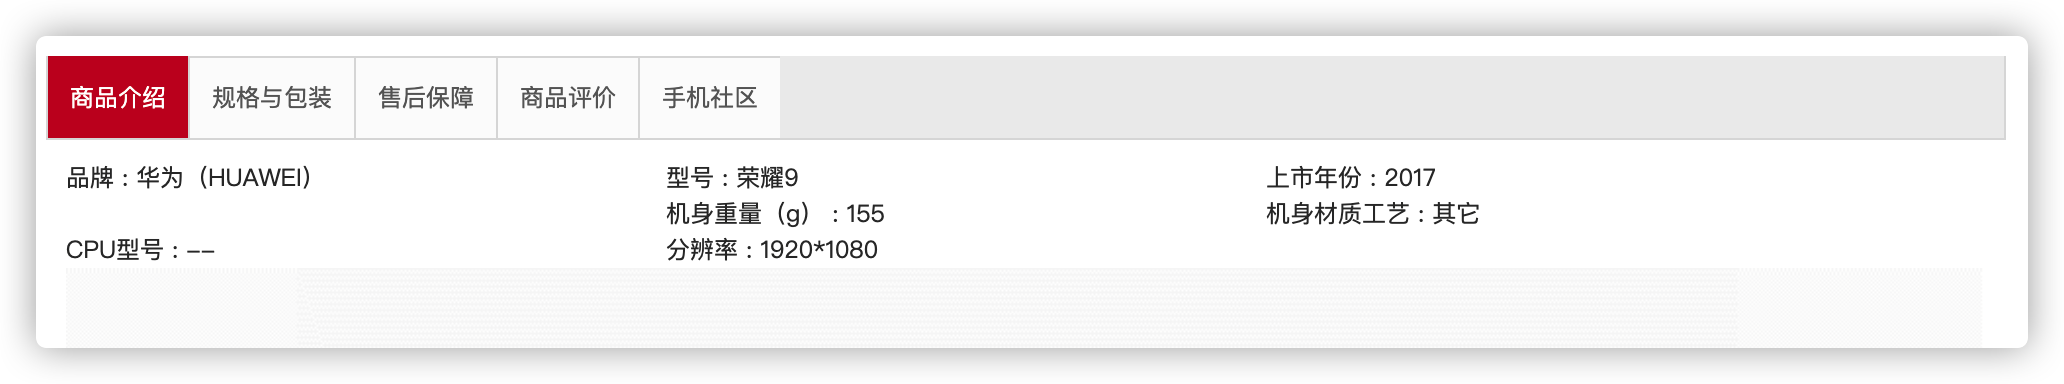 商品介绍 规格与包装 售后保障 商品评价 手机社区
品牌：华为（HUAWEI） 型号：荣耀9 上市年份：2017
机身重量（g）：155 机身材质工艺：其它
CPU型号：-- 分辨率：1920*1080